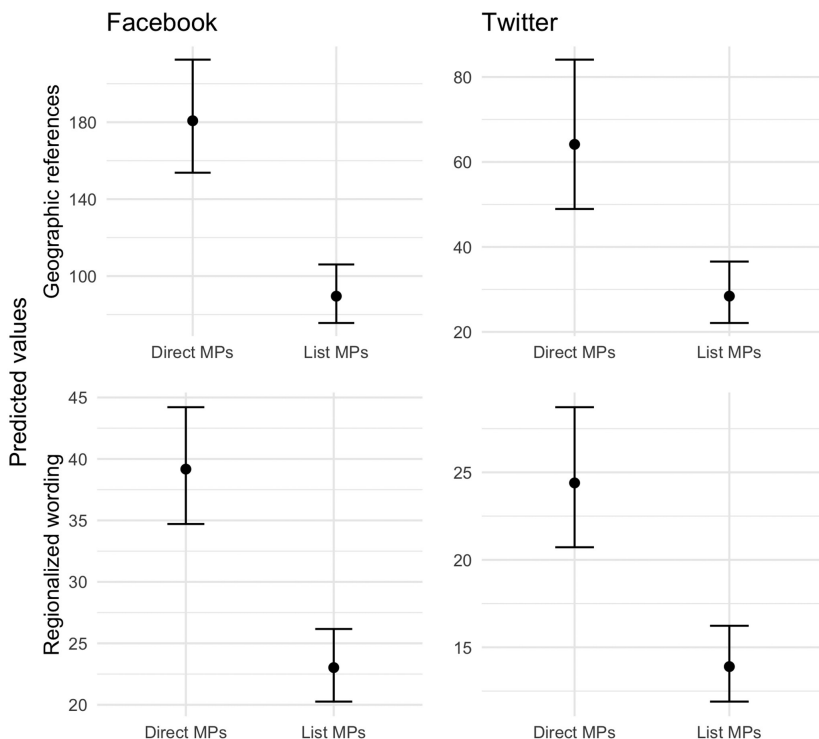 Facebook
Twitter
Predicted values
Geographic references
180
140
100
Direct MPs
List MPs
80
60
40
20
Direct MPs
List MPs
Regionalized wording
45
40
35
30
25
20
Direct MPs
List MPs
25
20
15
Direct MPs
List MPs